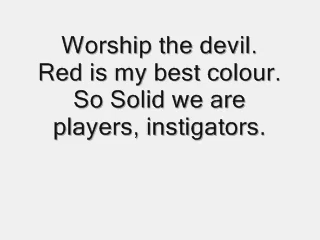 Worship the devil.
Red is my best colour.
So Solid we are
players, instigators.